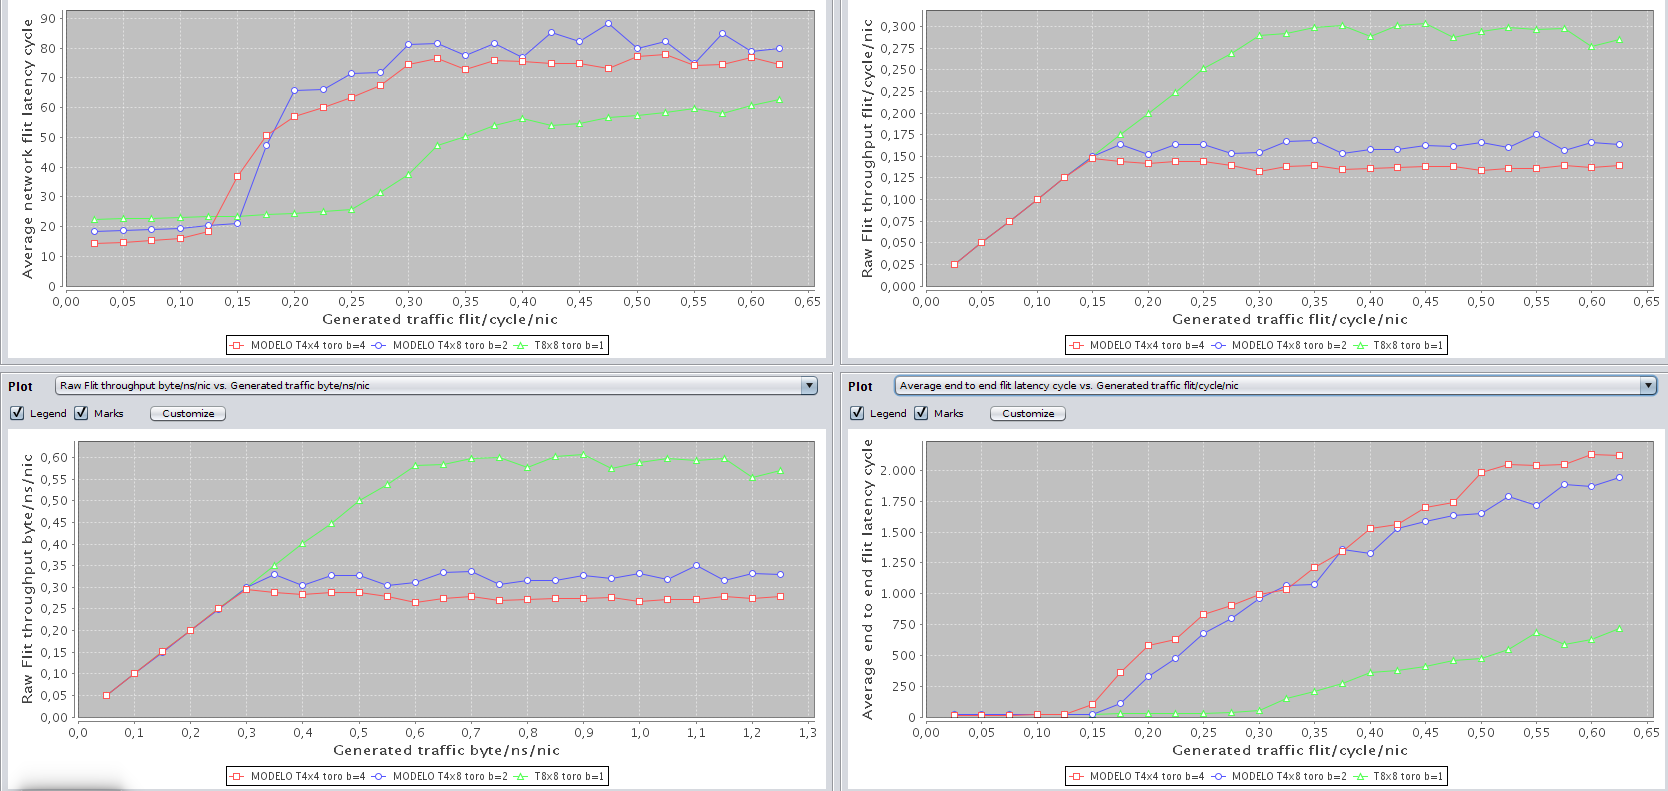 Average network flit latency cycle
90
80
70
60
50
40
30
20
10
0
0,00 0,05 0,10 0,15 0,20 0,25 0,30 0,35 0,40 0,45 0,50 0,55 0,60 0,65
Generated traffic flit/cycle/nic
MODELO T4x4 toro b=4 MODELO T4x8 toro b=2 T8x8 toro b=1
Raw Flit throughput flit/cycle/nic
0,300
0,275
0,250
0,225
0,200
0,175
0,150
0,125
0,100
0,075
0,050
0,025
0,000
0,00 0,05 0,10 0,15 0,20 0,25 0,30 0,35 0,40 0,45 0,50 0,55 0,60 0,65
Generated traffic flit/cycle/nic
MODELO T4x4 toro b=4 MODELO T4x8 toro b=2 T8x8 toro b=1
Plot Raw Flit throughput byte/ns/nic vs. Generated traffic byte/ns/nic
Legend Marks Customize
Raw Flit throughput byte/ns/nic
0,60
0,55
0,50
0,45
0,40
0,35
0,30
0,25
0,20
0,15
0,10
0,05
0,00
0,0 0,1 0,2 0,3 0,4 0,5 0,6 0,7 0,8 0,9 1,0 1,1 1,2 1,3
Generated traffic byte/ns/nic
MODELO T4x4 toro b=4 MODELO T4x8 toro b=2 T8x8 toro b=1
Plot Average end to end flit latency cycle vs. Generated traffic flit/cycle/nic
Legend Marks Customize
Average end to end flit latency cycle
2.000
1.750
1.500
1.250
1.000
750
500
250
0
0,00 0,05 0,10 0,15 0,20 0,25 0,30 0,35 0,40 0,45 0,50 0,55 0,60 0,65
Generated traffic flit/cycle/nic
MODELO T4x4 toro b=4 MODELO T4x8 toro b=2 T8x8 toro b=1